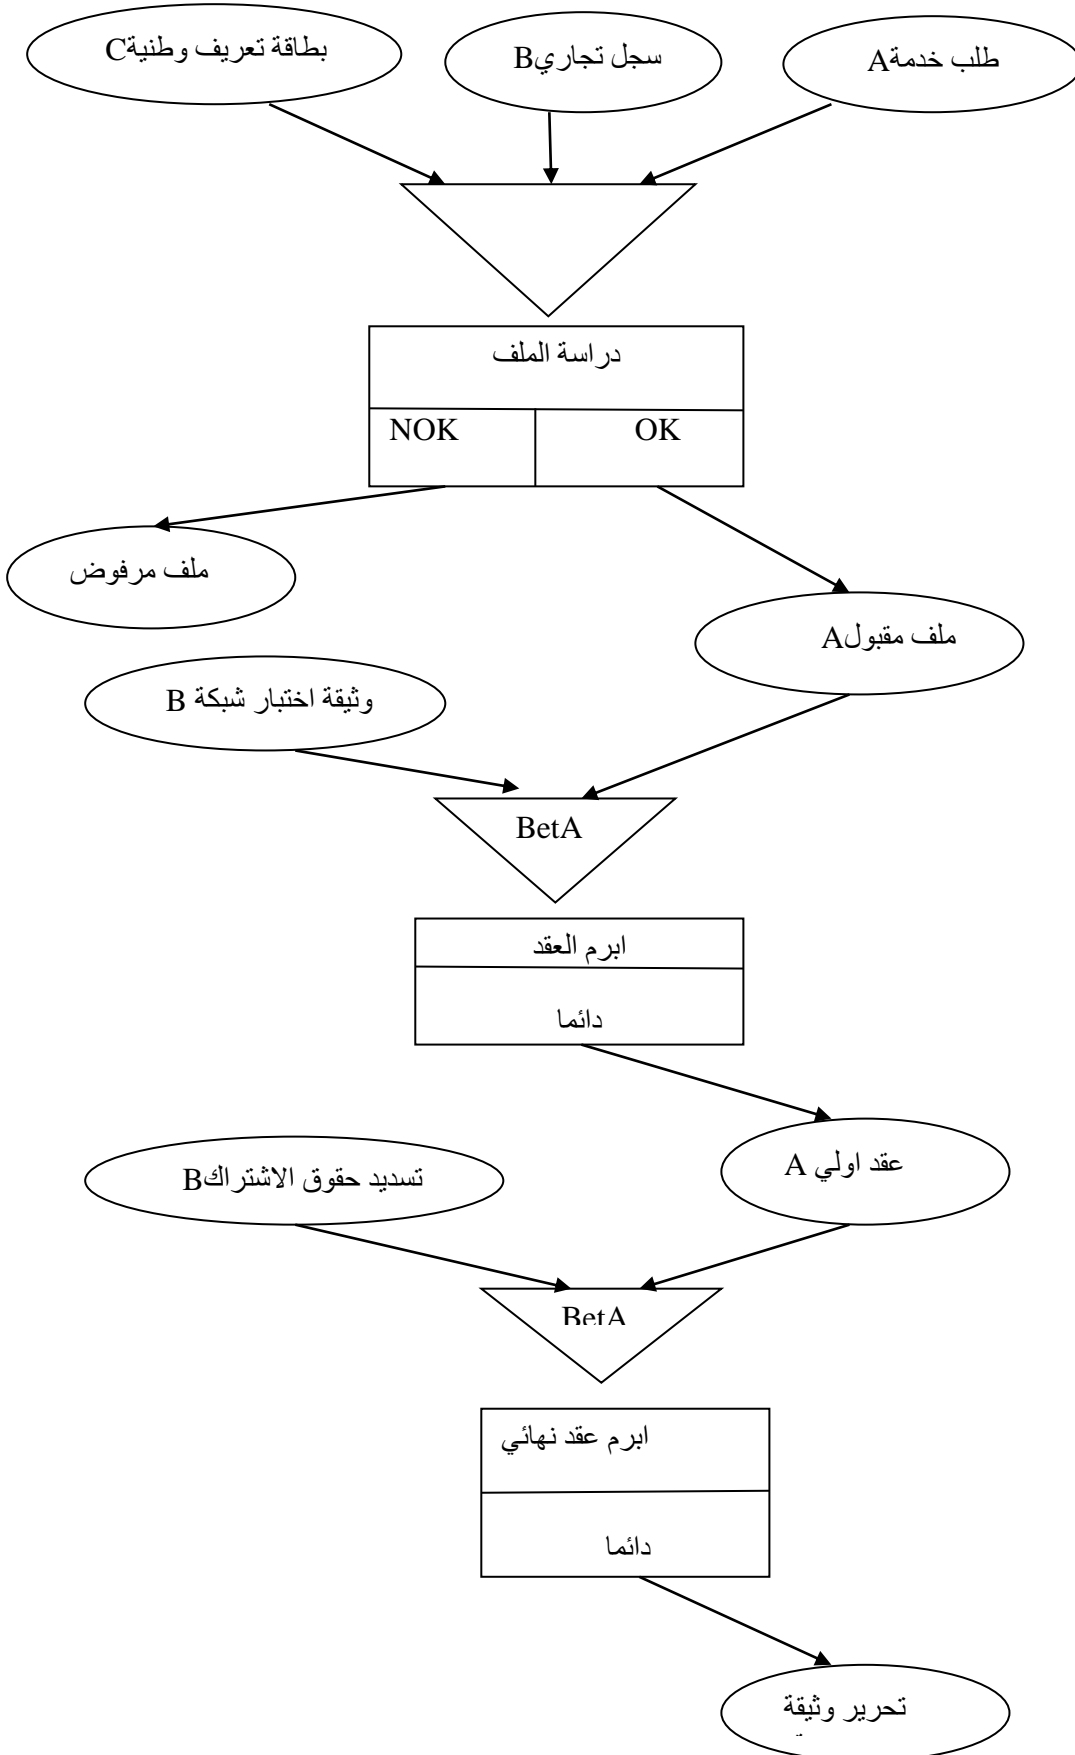 طلب خدمةA
سجل تجاريB
بطاقة تعريف وطنيةC
دراسة الملف
OK
NOK
ملف مرفوض
ملف مقبولA
وثيقة اختبار شبكة B
BetA
ابرم العقد
دائما
عقد اولي A
تسديد حقوق الاشتراكB
BetA
ابرم عقد نهائي
دائما
تحرير وثيقة